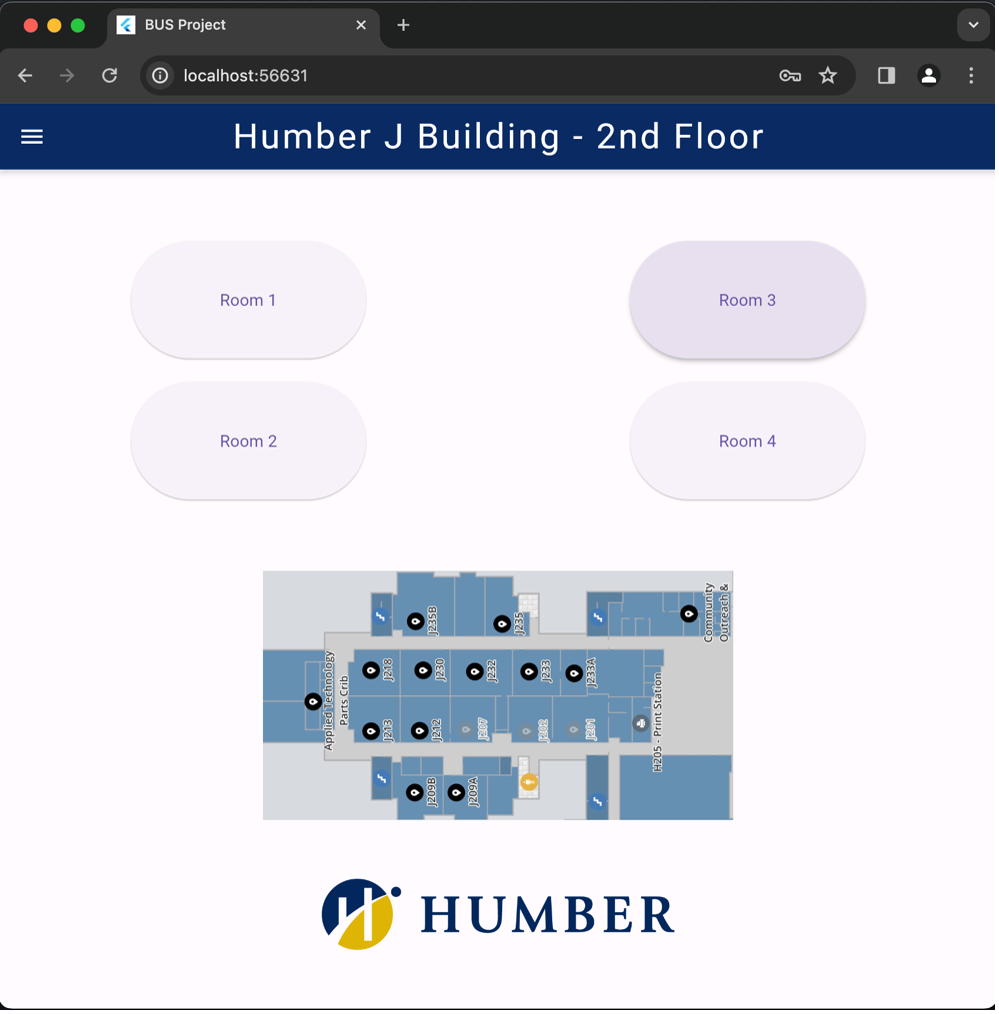 BUS Project
localhost:56631
Humber J Building - 2nd Floor
Room 1
Room 3
Room 2
Room 4
J235B
J235
Community
Outreach &
Applied Technology
Parts Crib
J218
J230
J232
J233
J233A
J213
J212
J207
J202
J201
H205 - Print Station
J209B
J209A
HUMBER